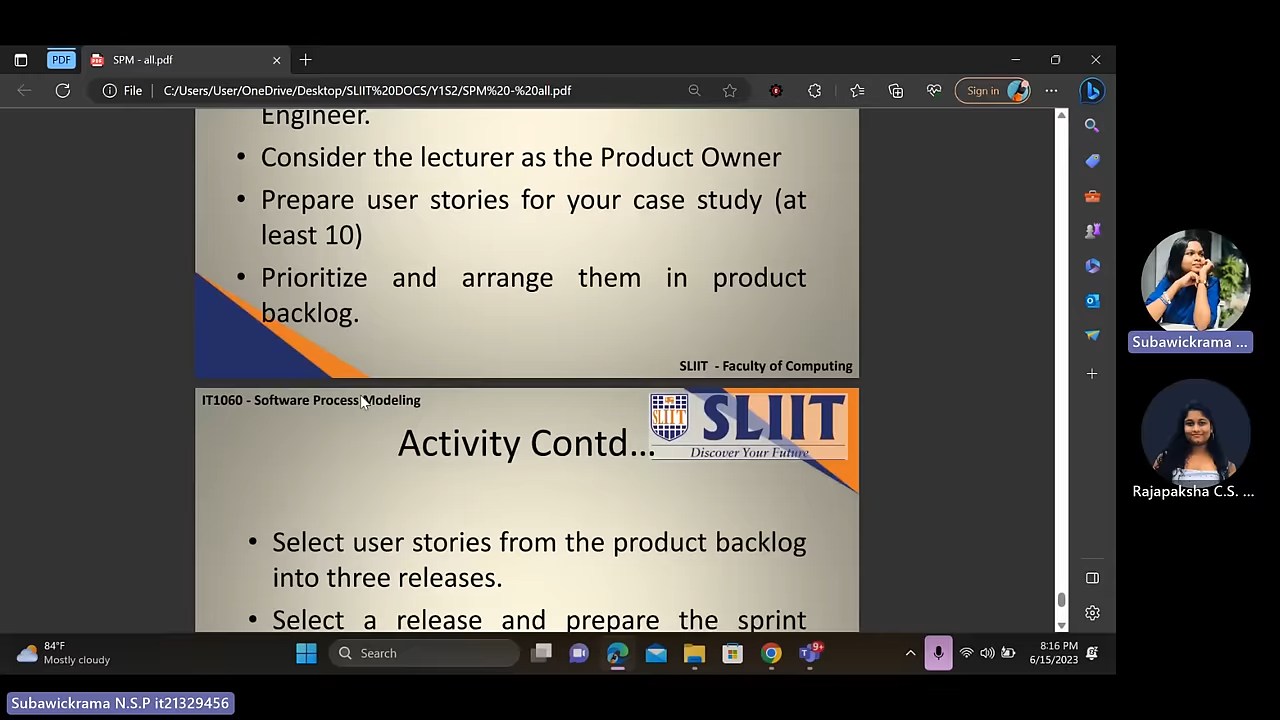 PDF
SPM - all.pdf
File
C:/Users/User/OneDrive/Desktop/SLIIT%20DOCS/Y1S2/SPM%20-%20all.pdf
Sign in
Engineer.
• Consider the lecturer as the Product Owner
• Prepare user stories for your case study (at
least 10)
• Prioritize and arrange them in product
backlog.
SLIIT - Faculty of Computing
IT1060 - Software Process Modeling
SLIIT
SLIIT
Discover Your Future
Activity Contd...
• Select user stories from the product backlog
into three releases.
• Select a release and prepare the sprint
Subawickrama ...
Rajapaksha C.S. ...
84°F
Mostly cloudy
Search
9+
8:16 PM
6/15/2023
Subawickrama N.S.P it21329456